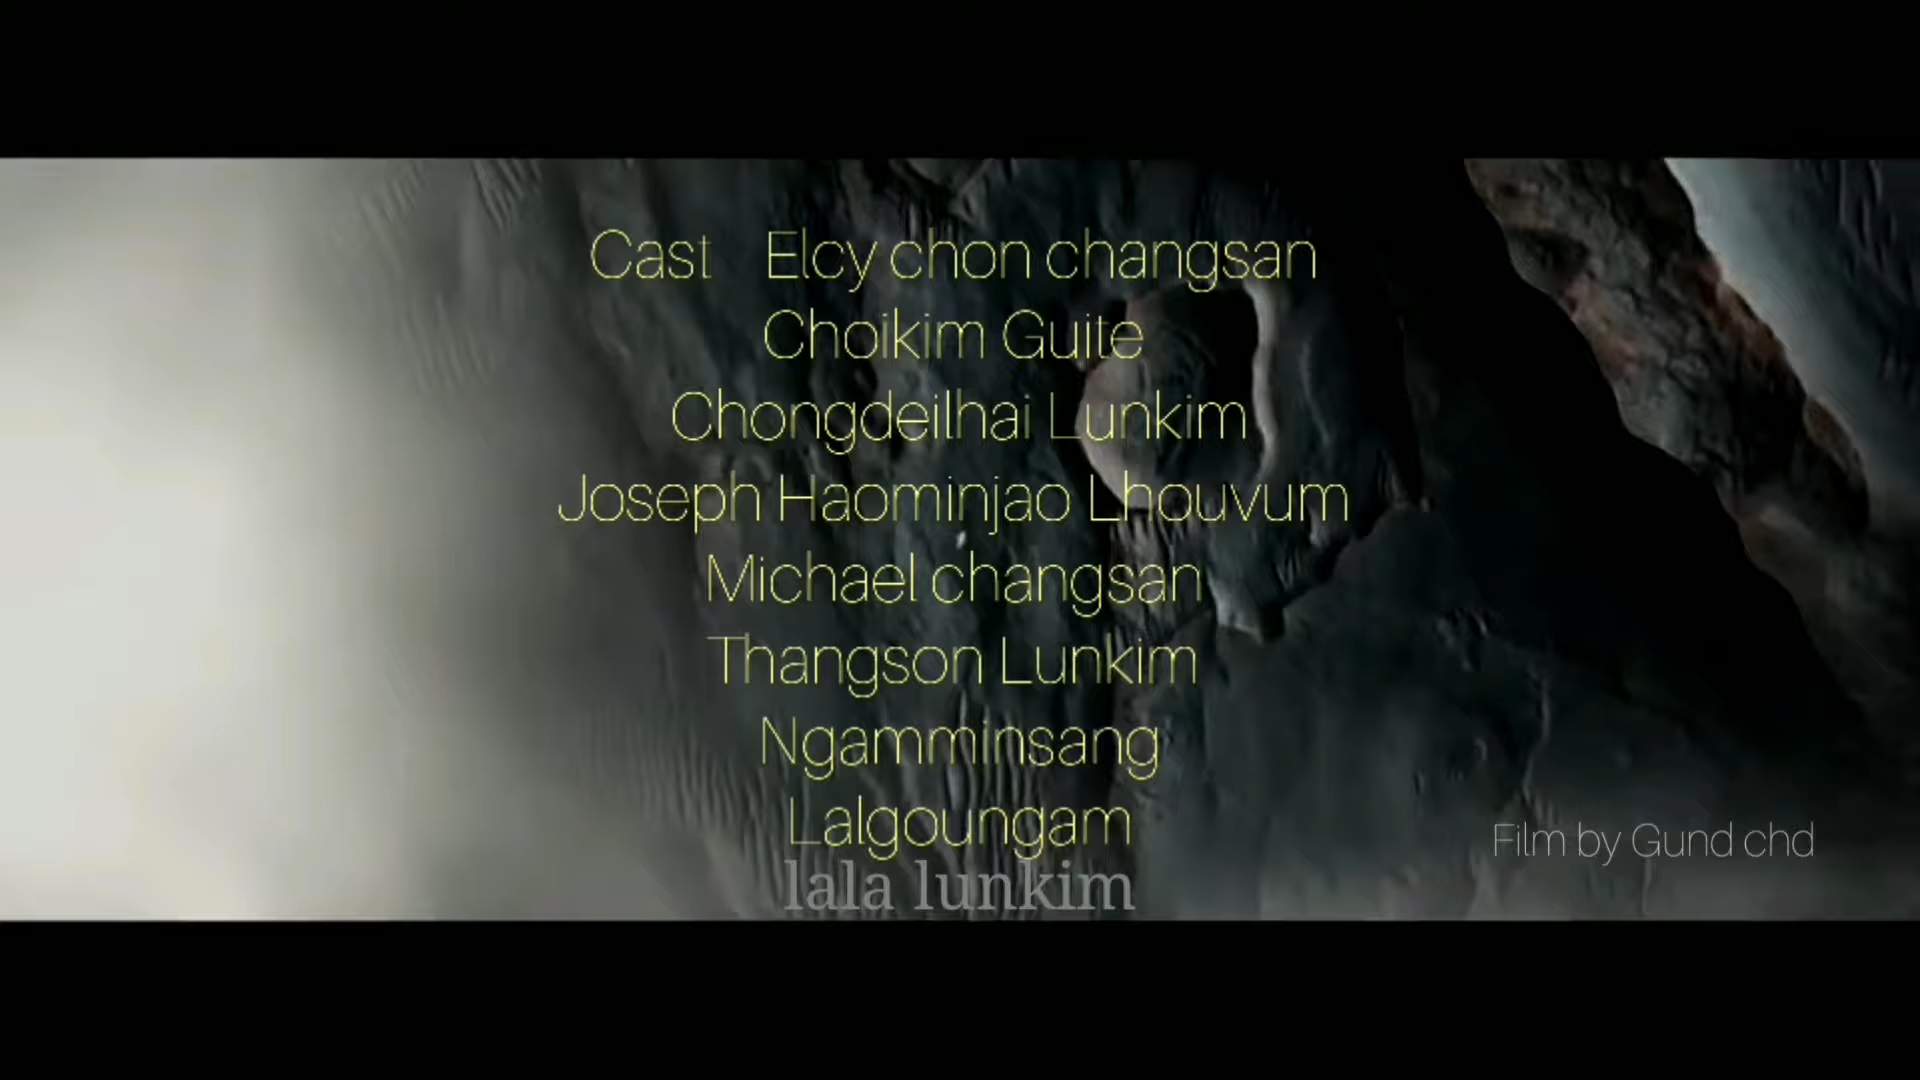 Cast Elcy chon changsan
Choikim Guite
Chongdeilhai Lunkim
Joseph Haominjao Lhouvum
Michael changsan
Thangson Lunkim
Ngamminsang
Lalgoungam
lala lunkim
Film by Gund chd